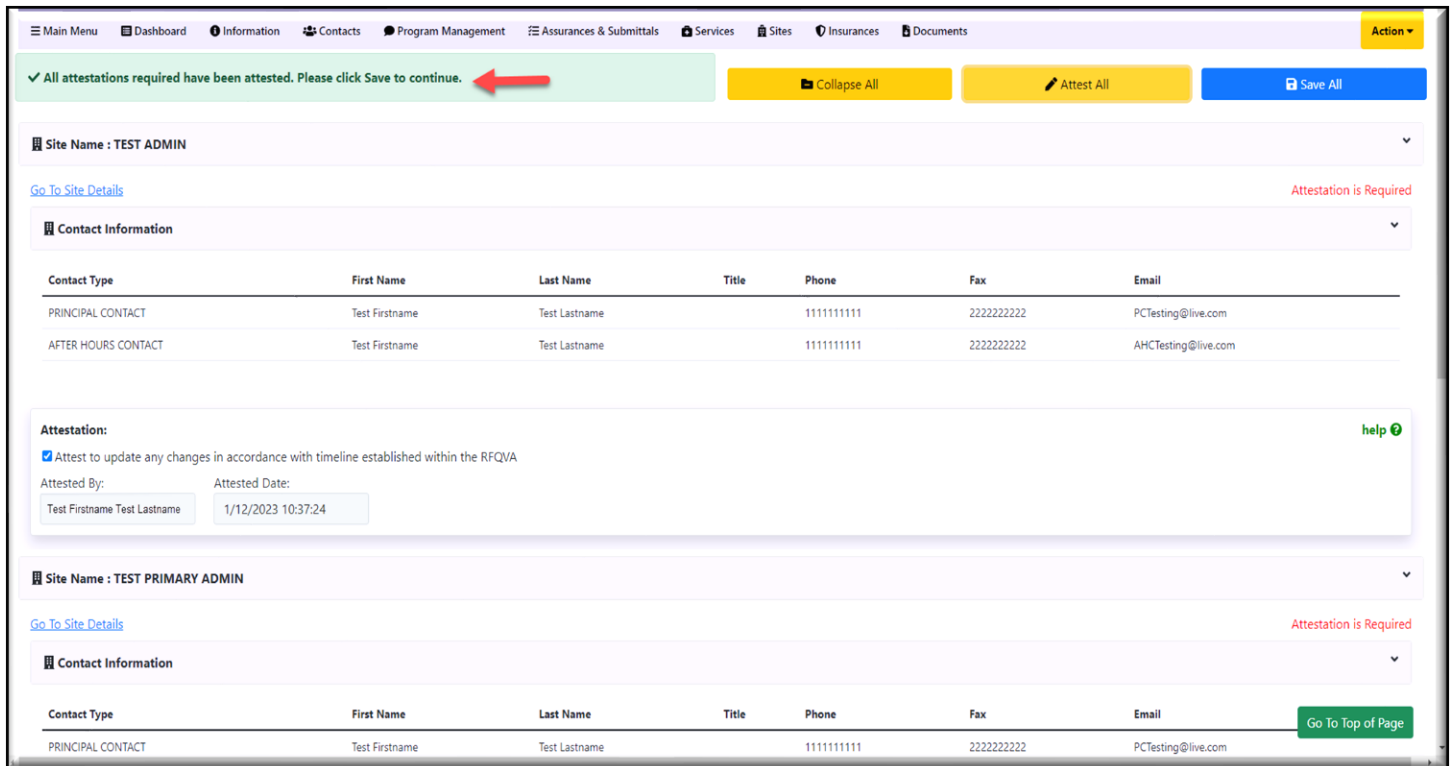 Main Menu Dashboard Information Contacts Program Management Assurances & Submittals Services Sites Insurances Documents Action
All attestations required have been attested. Please click Save to continue. Collapse All Attest All Save All
Site Name : TEST ADMIN
Go To Site Details Attestation is Required
Contact Information
Contact Type First Name Last Name Title Phone Fax Email
PRINCIPAL CONTACT Test Firstname Test Lastname 1111111111 2222222222 PCTesting@live.com
AFTER HOURS CONTACT Test Firstname Test Lastname 1111111111 2222222222 AHCTesting@live.com
Attestation: help
Attest to update any changes in accordance with timeline established within the RFQVA
Attested By: Attested Date:
Test Firstname Test Lastname 1/12/2023 10:37:24
Site Name : TEST PRIMARY ADMIN
Go To Site Details Attestation is Required
Contact Information
Contact Type First Name Last Name Title Phone Fax Email
Go To Top of Page
PRINCIPAL CONTACT Test Firstname Test Lastname 1111111111 2222222222 PCTesting@live.com